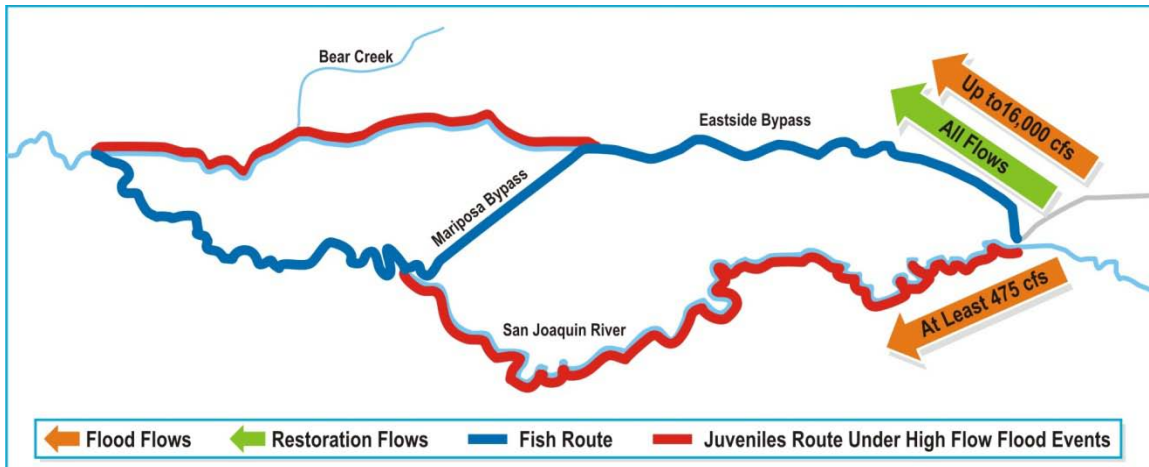 Bear Creek
Eastside Bypass
Up to16,000 cfs
All Flows
Mariposa Bypass
San Joaquin River
At Least 475 cfs
Flood Flows
Restoration Flows
Fish Route
Juveniles Route Under High Flow Flood Events